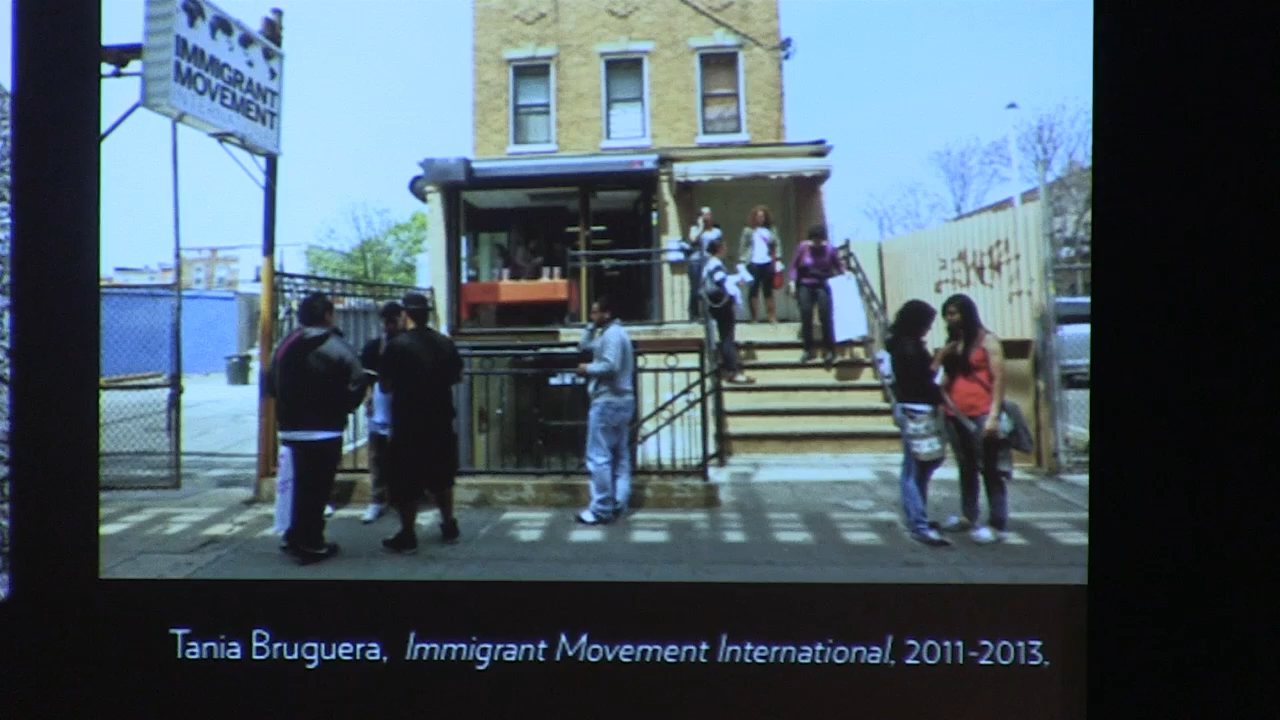 IMMIGRANT
MOVEMENT
Tania Bruguera, Immigrant Movement International, 2011-2013.